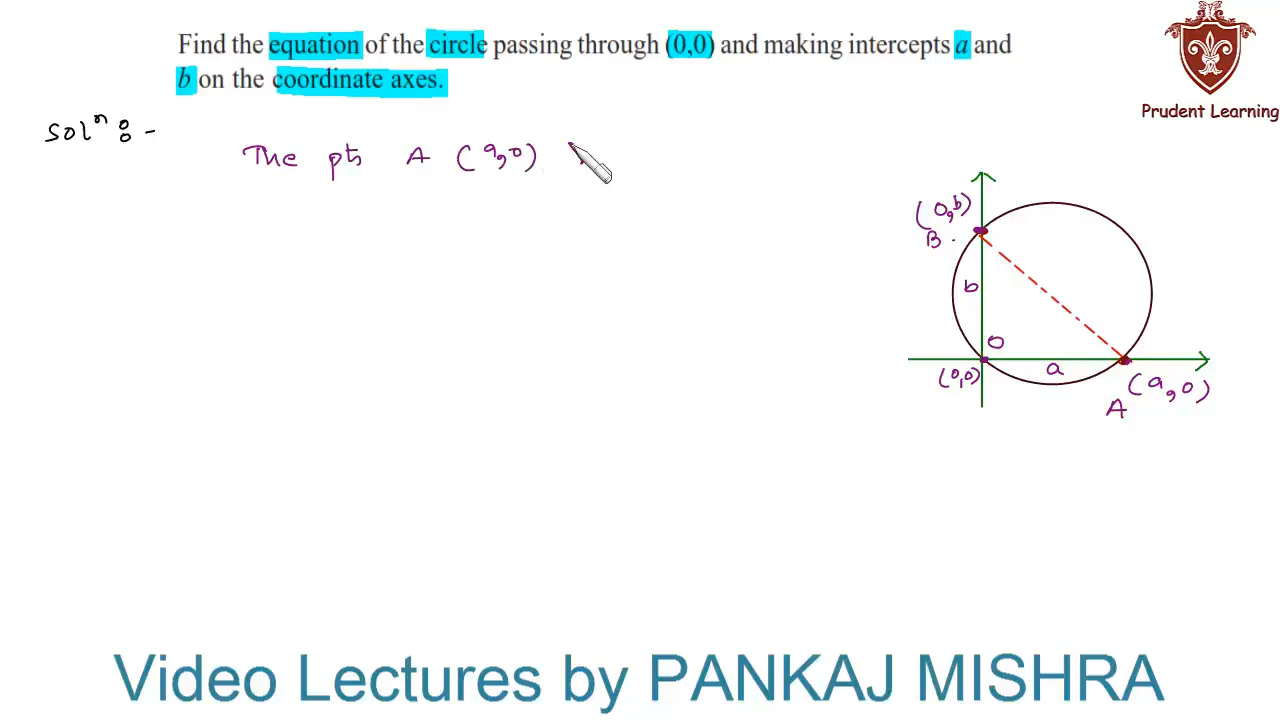 Find the equation of the circle passing through (0,0) and making intercepts a and
b on the coordinate axes.
Prudent Learning
Solⁿ :-
The pts A (a,0)
(0,b)
B
b
O
(0,0)
a
(a,0)
A
Video Lectures by PANKAJ MISHRA